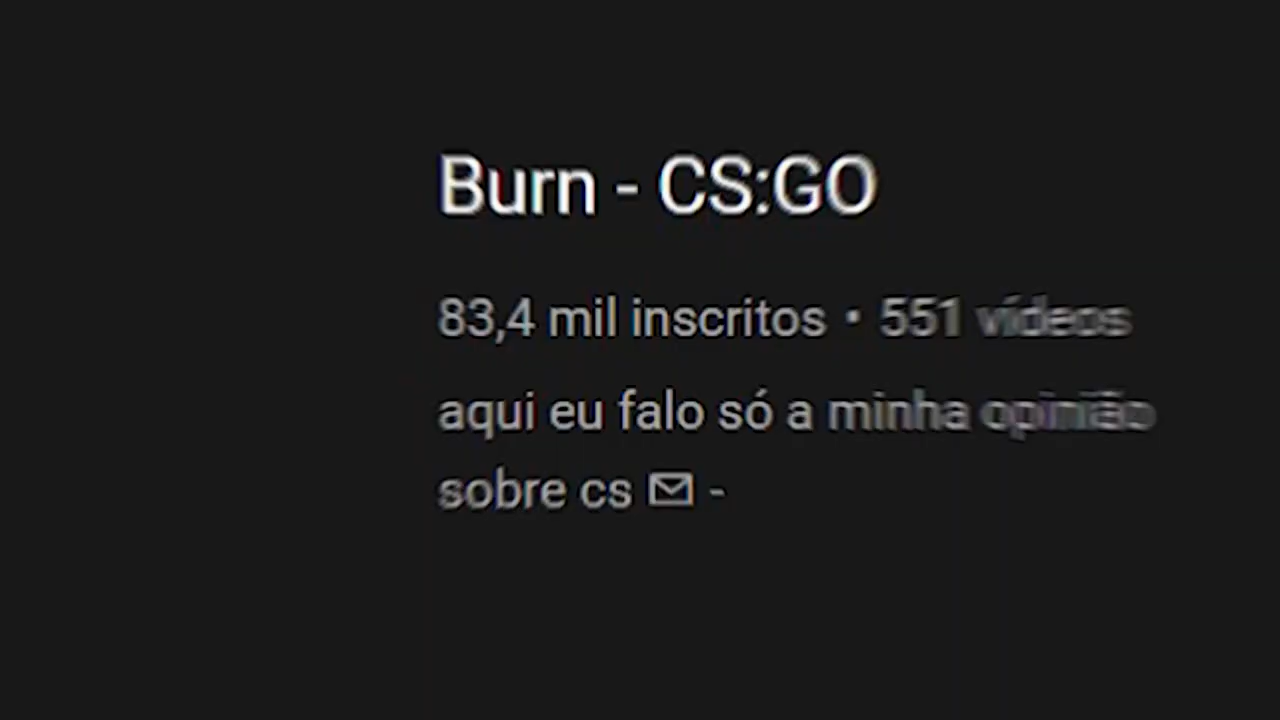 Burn - CS:GO
83,4 mil inscritos • 551 vídeos
aqui eu falo só a minha opinião
sobre cs ✉ -